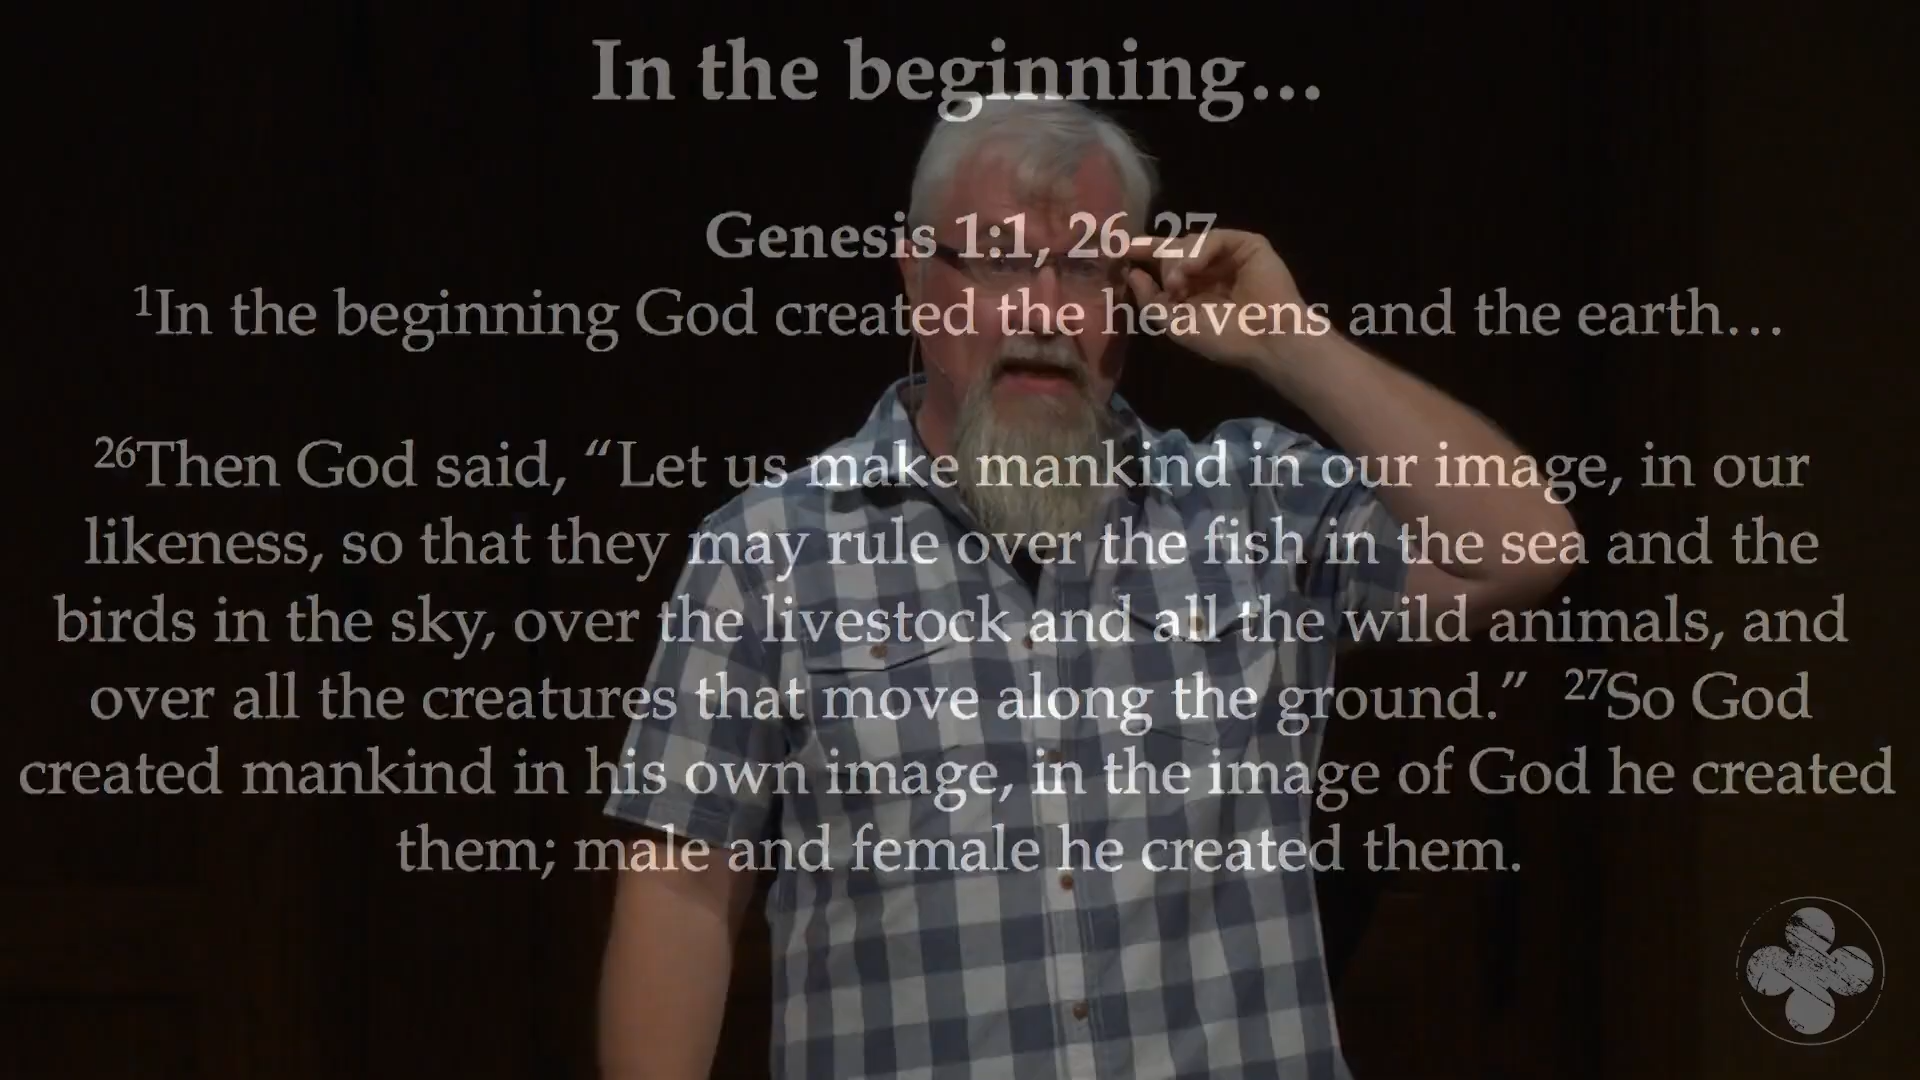 In the beginning…
Genesis 1:1, 26-27
¹In the beginning God created the heavens and the earth…
²⁶Then God said, “Let us make mankind in our image, in our
likeness, so that they may rule over the fish in the sea and the
birds in the sky, over the livestock and all the wild animals, and
over all the creatures that move along the ground.” ²⁷So God
created mankind in his own image, in the image of God he created
them; male and female he created them.